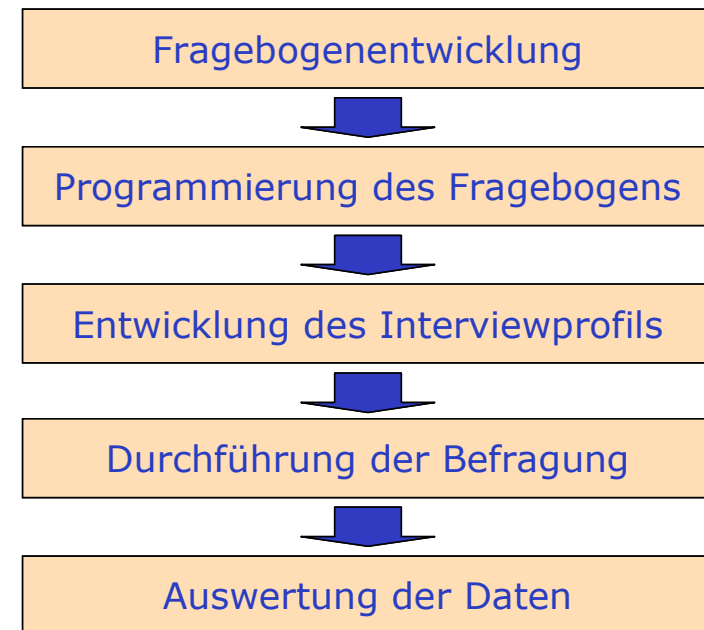 Fragebogenentwicklung
Programmierung des Fragebogens
Entwicklung des Interviewprofils
Durchführung der Befragung
Auswertung der Daten